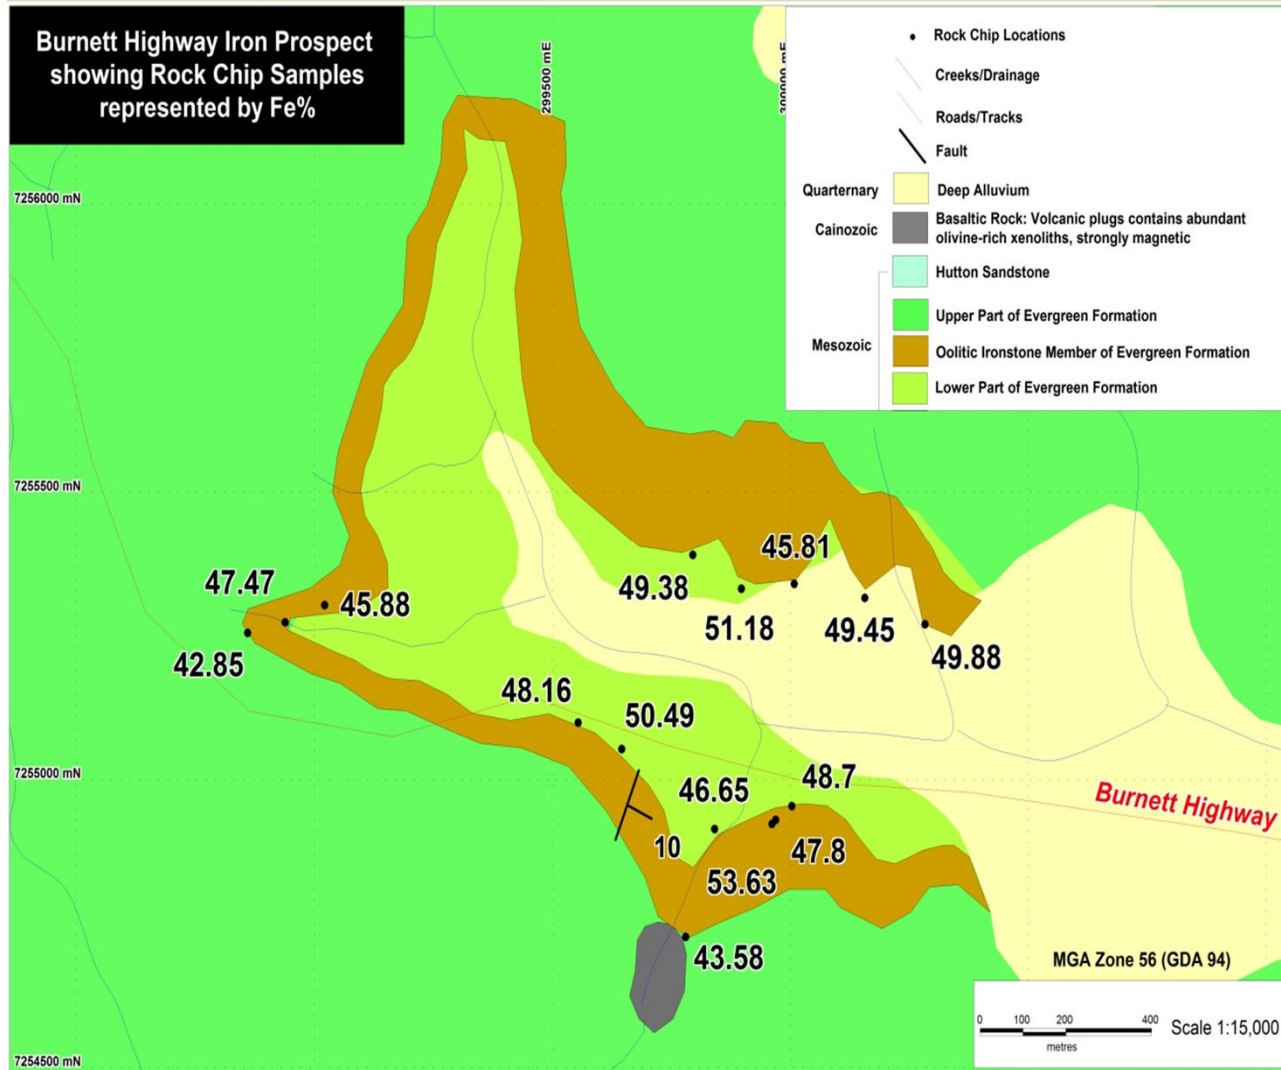 Burnett Highway Iron Prospect
showing Rock Chip Samples
represented by Fe%
299500 mE
300000 mE
Rock Chip Locations
Creeks/Drainage
Roads/Tracks
Fault
Quarternary
Deep Alluvium
Cainozoic
Basaltic Rock: Volcanic plugs contains abundant
olivine-rich xenoliths, strongly magnetic
Hutton Sandstone
Upper Part of Evergreen Formation
Mesozoic
Oolitic Ironstone Member of Evergreen Formation
Lower Part of Evergreen Formation
7256000 mN
7255500 mN
45.81
47.47
49.38
45.88
51.18
49.45
49.88
42.85
48.16
50.49
7255000 mN
46.65
48.7
Burnett Highway
10
47.8
53.63
43.58
MGA Zone 56 (GDA 94)
0 100 200 400
metres
Scale 1:15,000
7254500 mN